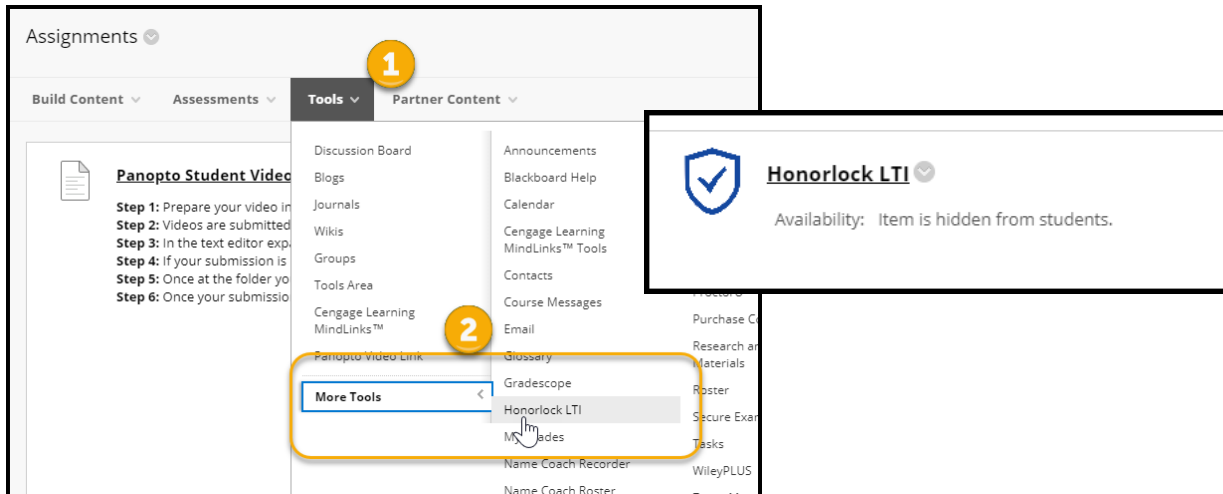 Assignments
1
Build Content
Assessments
Tools
Partner Content
Panopto Student Video
Step 1: Prepare your video in
Step 2: Videos are submitted
Step 3: In the text editor exp
Step 4: If your submission is
Step 5: Once at the folder yo
Step 6: Once your submissio
Discussion Board
Blogs
Journals
Wikis
Groups
Tools Area
Cengage Learning
MindLinks™
Panopto Video Link
2
More Tools
Announcements
Blackboard Help
Calendar
Cengage Learning
MindLinks™ Tools
Contacts
Course Messages
Email
Glossary
Gradescope
Honorlock LTI
My Grades
Name Coach Recorder
Name Coach Roster
Purchase Co
Research an
Materials
Roster
Secure Exam
Tasks
WileyPLUS
Honorlock LTI
Availability: Item is hidden from students.